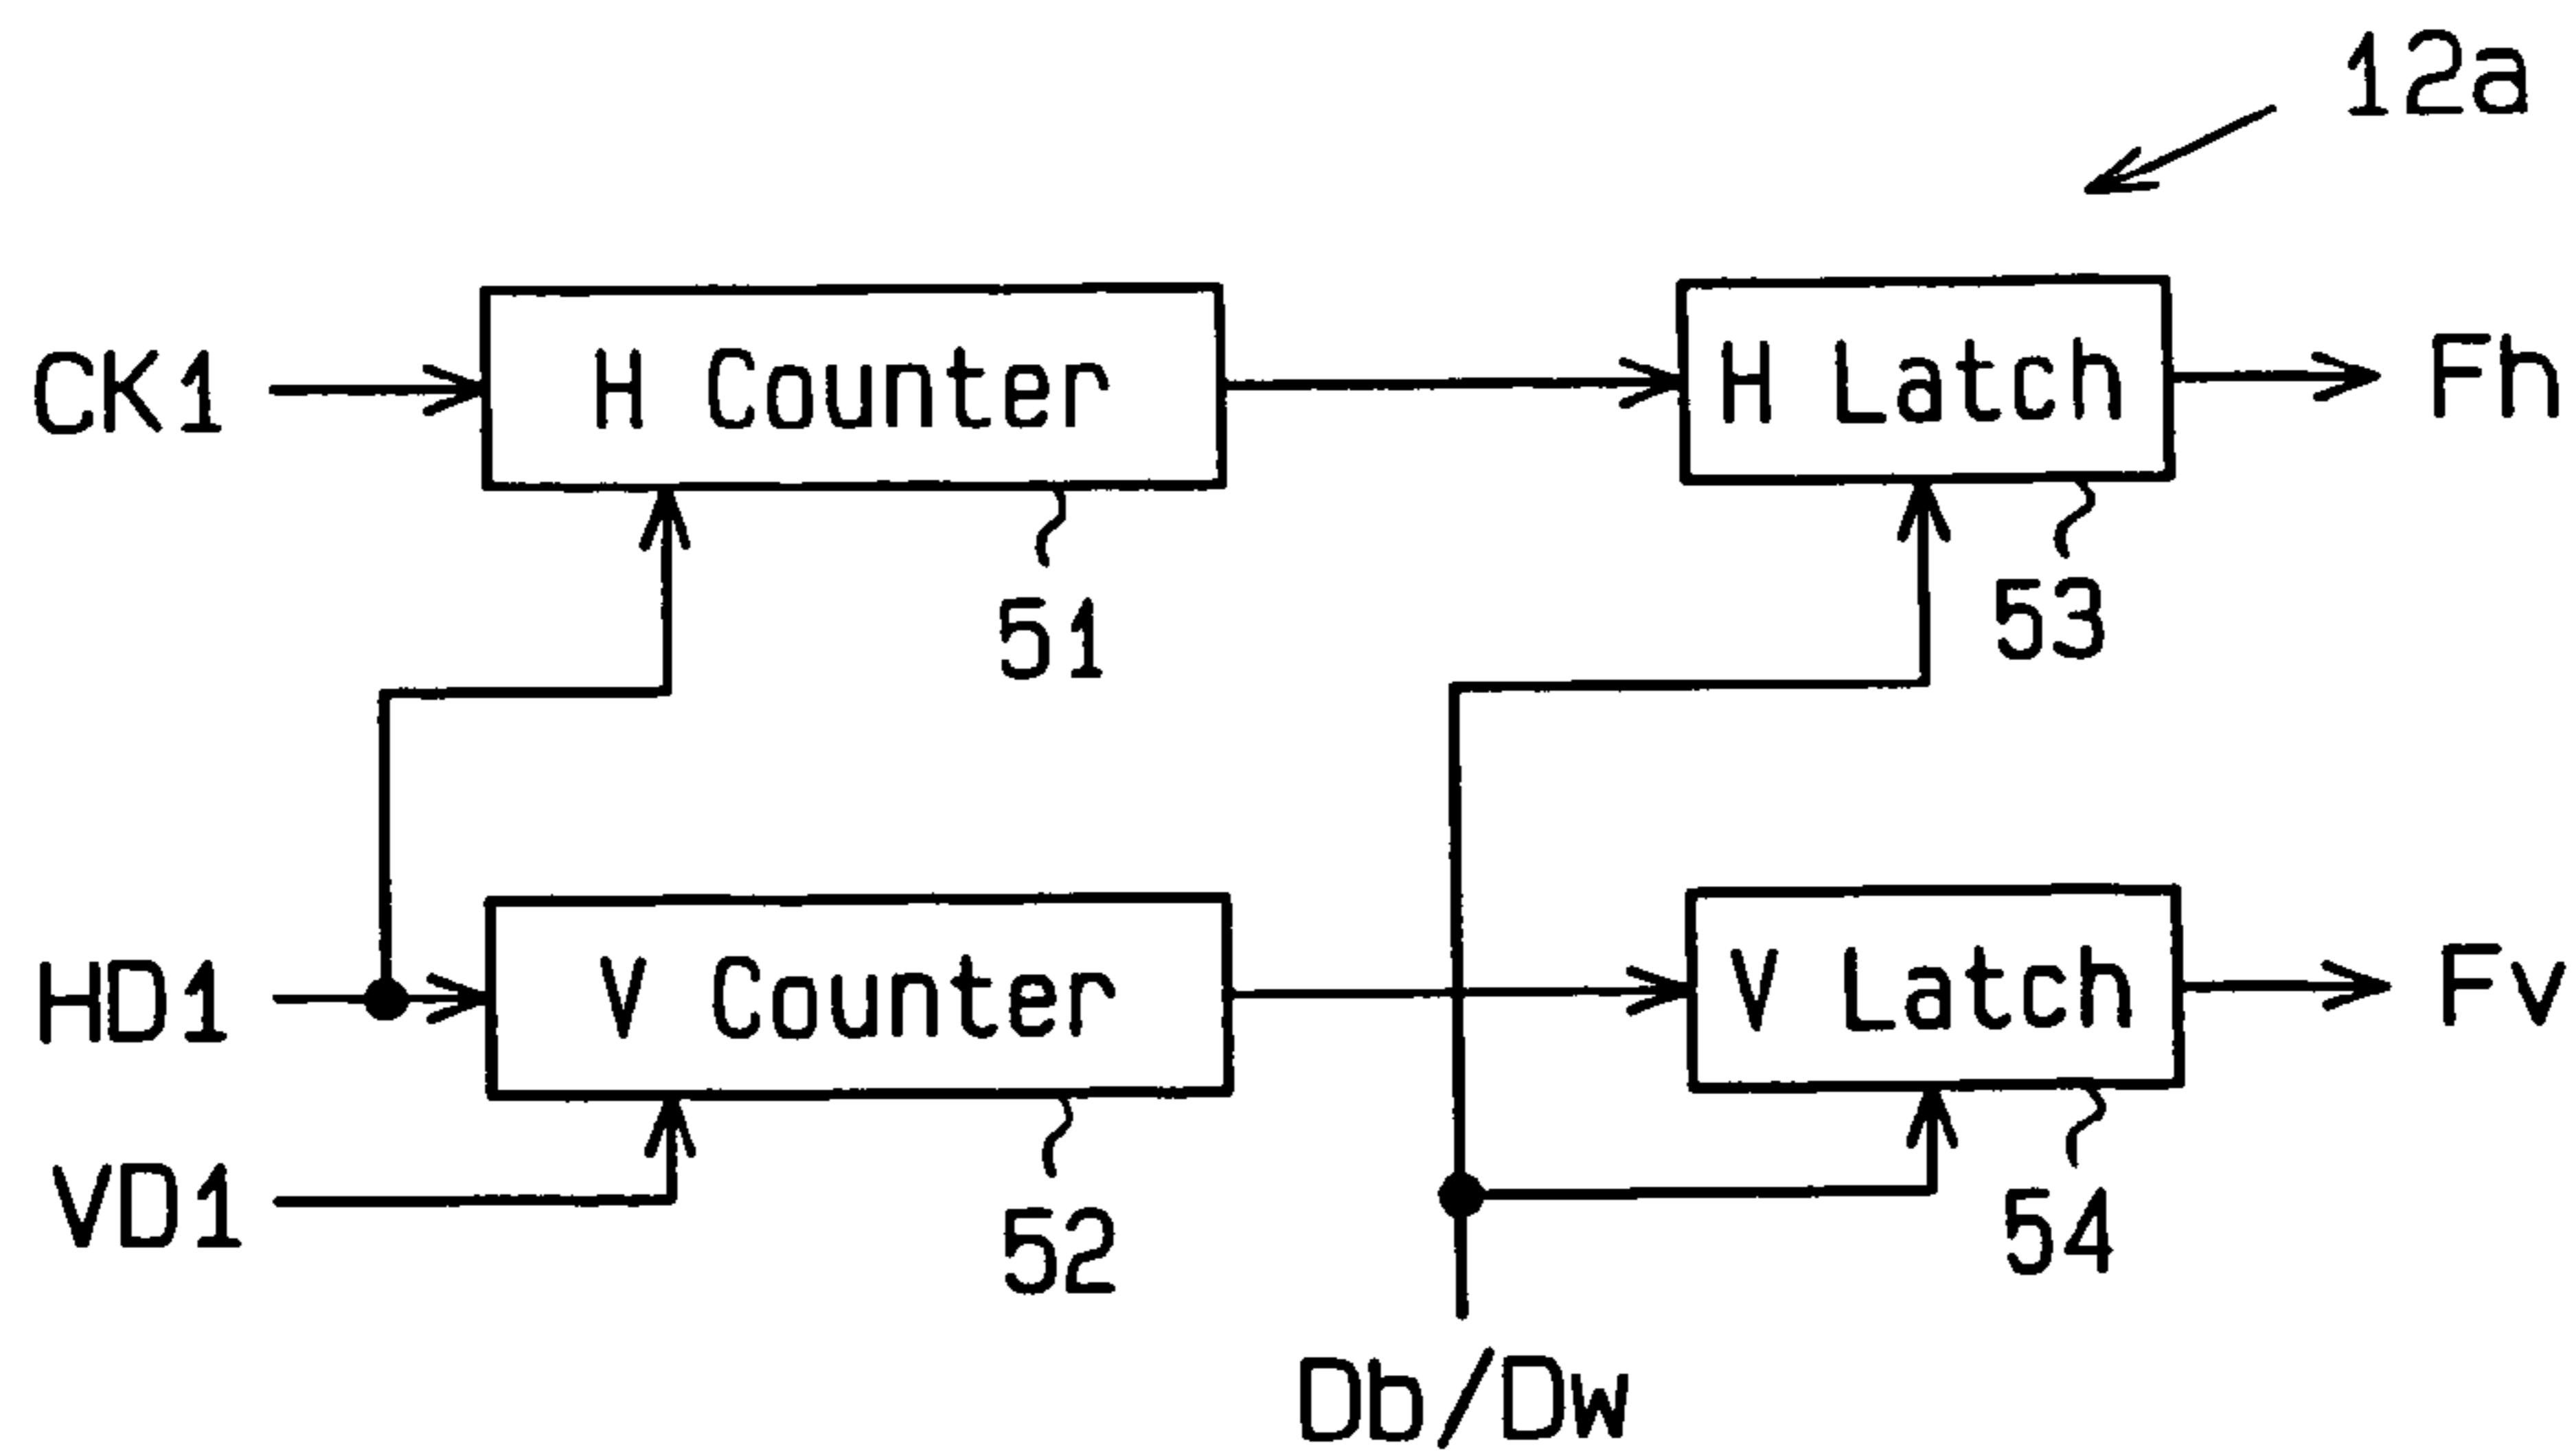 12a
CK1
H Counter
H Latch
Fh
51
53
HD1
V Counter
V Latch
Fv
VD1
52
54
Db/Dw